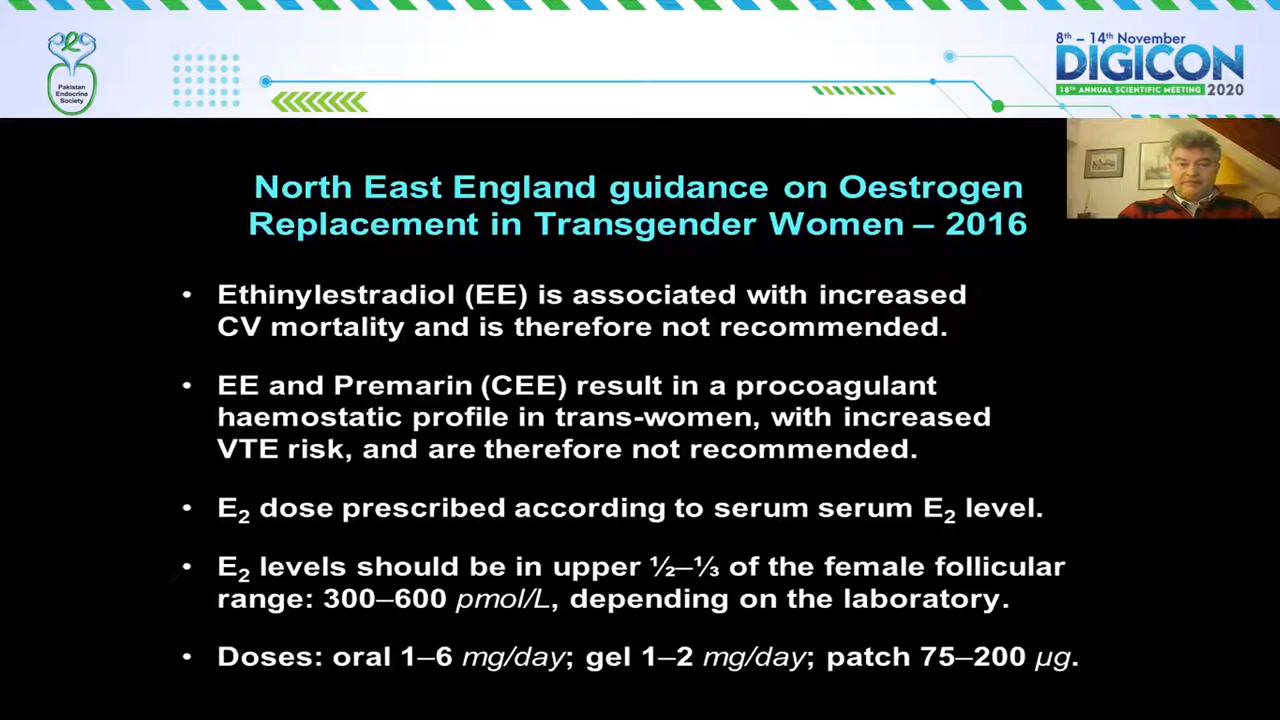 Pakistan
Endocrine
Society
8th – 14th November
DIGICON
18TH ANNUAL SCIENTIFIC MEETING 2020
North East England guidance on Oestrogen
Replacement in Transgender Women – 2016
• Ethinylestradiol (EE) is associated with increased
CV mortality and is therefore not recommended.
• EE and Premarin (CEE) result in a procoagulant
haemostatic profile in trans-women, with increased
VTE risk, and are therefore not recommended.
• E₂ dose prescribed according to serum serum E₂ level.
• E₂ levels should be in upper ½–⅓ of the female follicular
range: 300–600 pmol/L, depending on the laboratory.
• Doses: oral 1–6 mg/day; gel 1–2 mg/day; patch 75–200 µg.